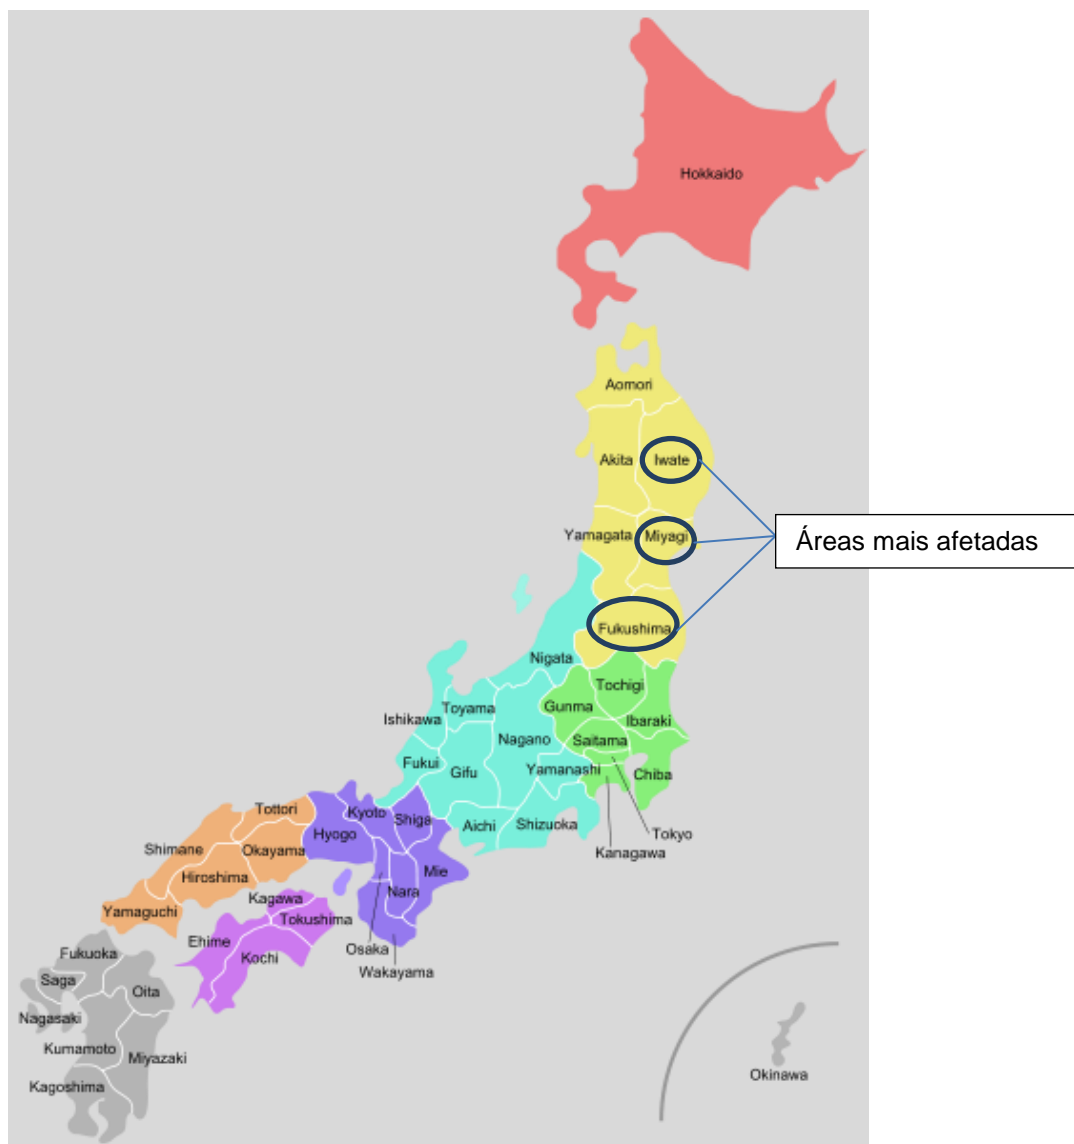 Hokkaido
Aomori
Akita
Iwate
Yamagata
Miyagi
Áreas mais afetadas
Fukushima
Nigata
Tochigi
Gunma
Toyama
Ishikawa
Ibaraki
Nagano
Saitama
Fukui
Gifu
Yamanashi
Chiba
Tottori
Kyoto
Shiga
Aichi
Shizuoka
Hyogo
Tokyo
Shimane
Okayama
Kanagawa
Mie
Hiroshima
Nara
Kagawa
Yamaguchi
Tokushima
Ehime
Osaka
Fukuoka
Kochi
Wakayama
Saga
Oita
Nagasaki
Kumamoto
Miyazaki
Okinawa
Kagoshima